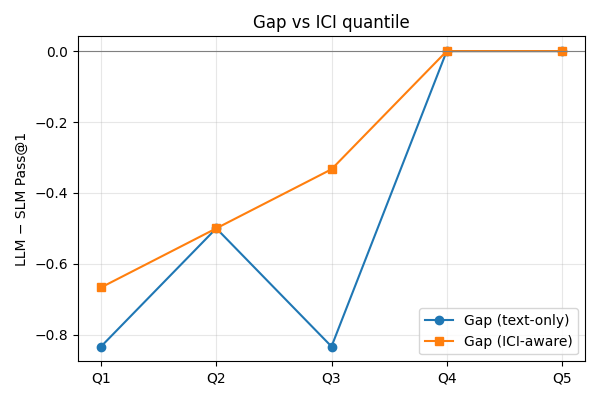 Gap vs ICI quantile
LLM − SLM Pass@1
0.0
−0.2
−0.4
−0.6
−0.8
Q1 Q2 Q3 Q4 Q5
Gap (text-only)
Gap (ICI-aware)